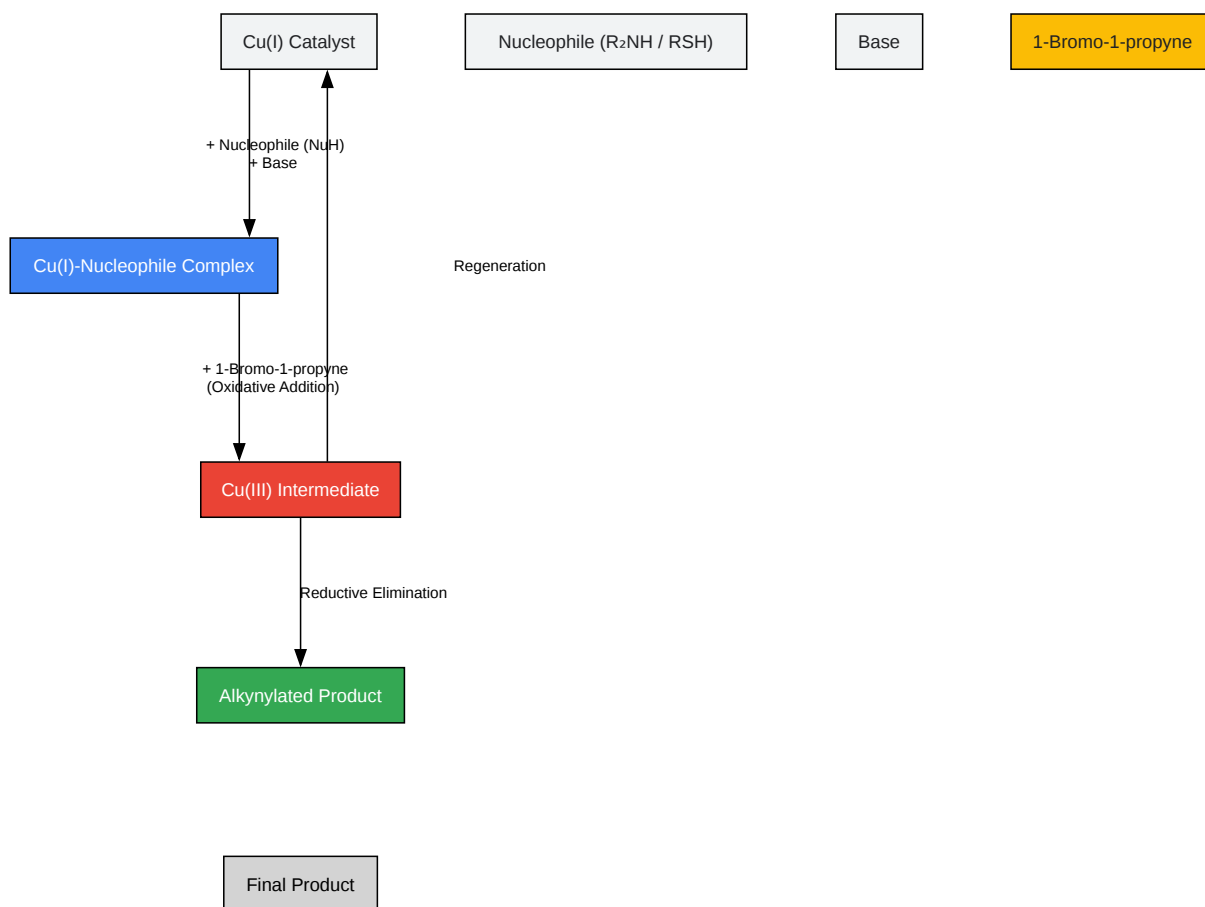 Cu(I) Catalyst
Nucleophile (R₂NH / RSH)
Base
1-Bromo-1-propyne
+ Nucleophile (NuH)
+ Base
Cu(I)-Nucleophile Complex
Regeneration
+ 1-Bromo-1-propyne
(Oxidative Addition)
Cu(III) Intermediate
Reductive Elimination
Alkynylated Product
Final Product